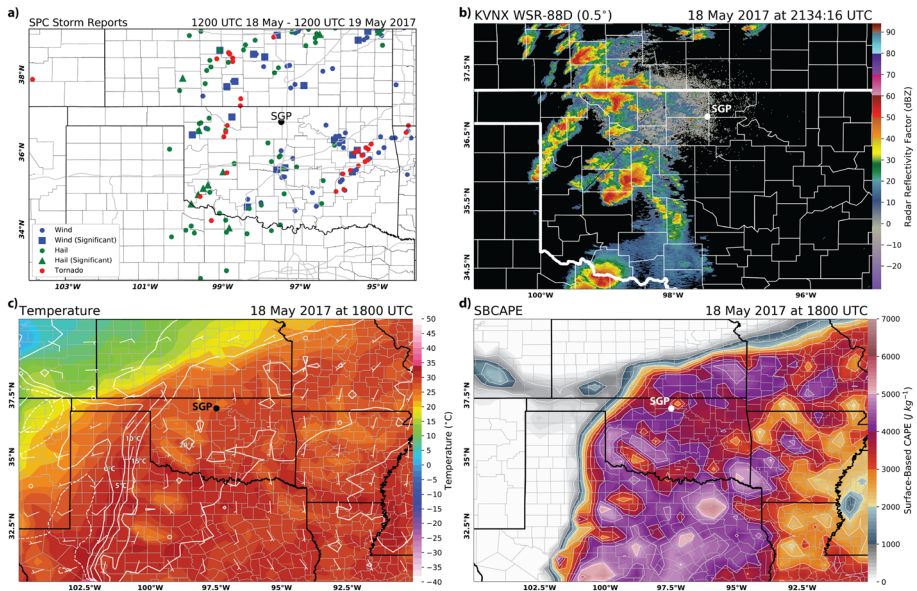 a)
SPC Storm Reports
1200 UTC 18 May - 1200 UTC 19 May 2017
38°N
36°N
34°N
SGP
Wind
Wind (Significant)
Hail
Hail (Significant)
Tornado
103°W
101°W
99°W
97°W
95°W
b)
KVNX WSR-88D (0.5°)
18 May 2017 at 2134:16 UTC
37.5°N
36.5°N
35.5°N
34.5°N
SGP
100°W
98°W
96°W
90
80
70
60
50
40
30
20
10
0
−10
−20
Radar Reflectivity Factor (dBZ)
c)
Temperature
18 May 2017 at 1800 UTC
37.5°N
35°N
32.5°N
SGP
10°C
15°C
20°C
0°C
5°C
102.5°W
100°W
97.5°W
95°W
92.5°W
50
45
40
35
30
25
20
15
10
5
0
−5
−10
−15
−20
−25
−30
−35
−40
Temperature (°C)
d)
SBCAPE
18 May 2017 at 1800 UTC
37.5°N
35°N
32.5°N
SGP
102.5°W
100°W
97.5°W
95°W
92.5°W
7000
6000
5000
4000
3000
2000
1000
0
Surface-Based CAPE (J kg⁻¹)